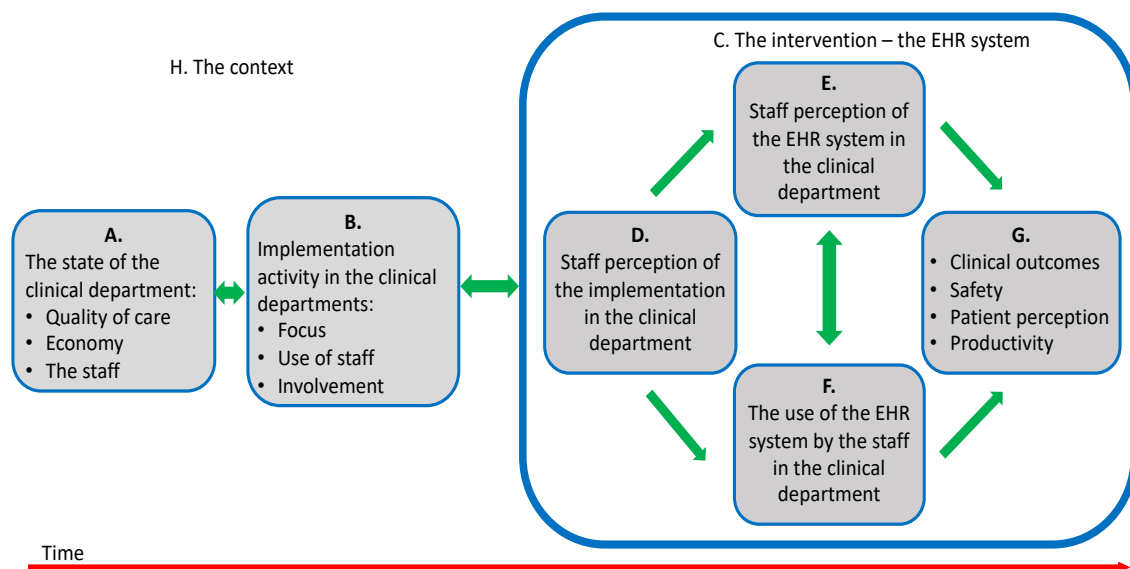 H. The context
C. The intervention – the EHR system
A.
The state of the
clinical department:
• Quality of care
• Economy
• The staff
B.
Implementation
activity in the clinical
departments:
• Focus
• Use of staff
• Involvement
D.
Staff perception of
the implementation
in the clinical
department
E.
Staff perception of
the EHR system in
the clinical
department
F.
The use of the EHR
system by the staff
in the clinical
department
G.
• Clinical outcomes
• Safety
• Patient perception
• Productivity
Time